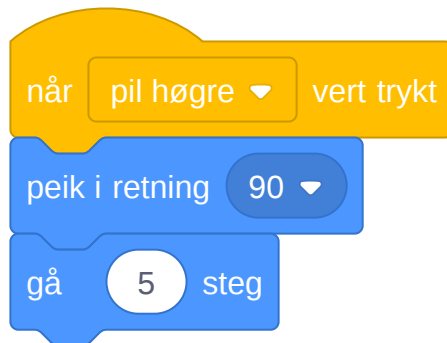 når pil høgre vert trykt
peik i retning 90
gå 5 steg